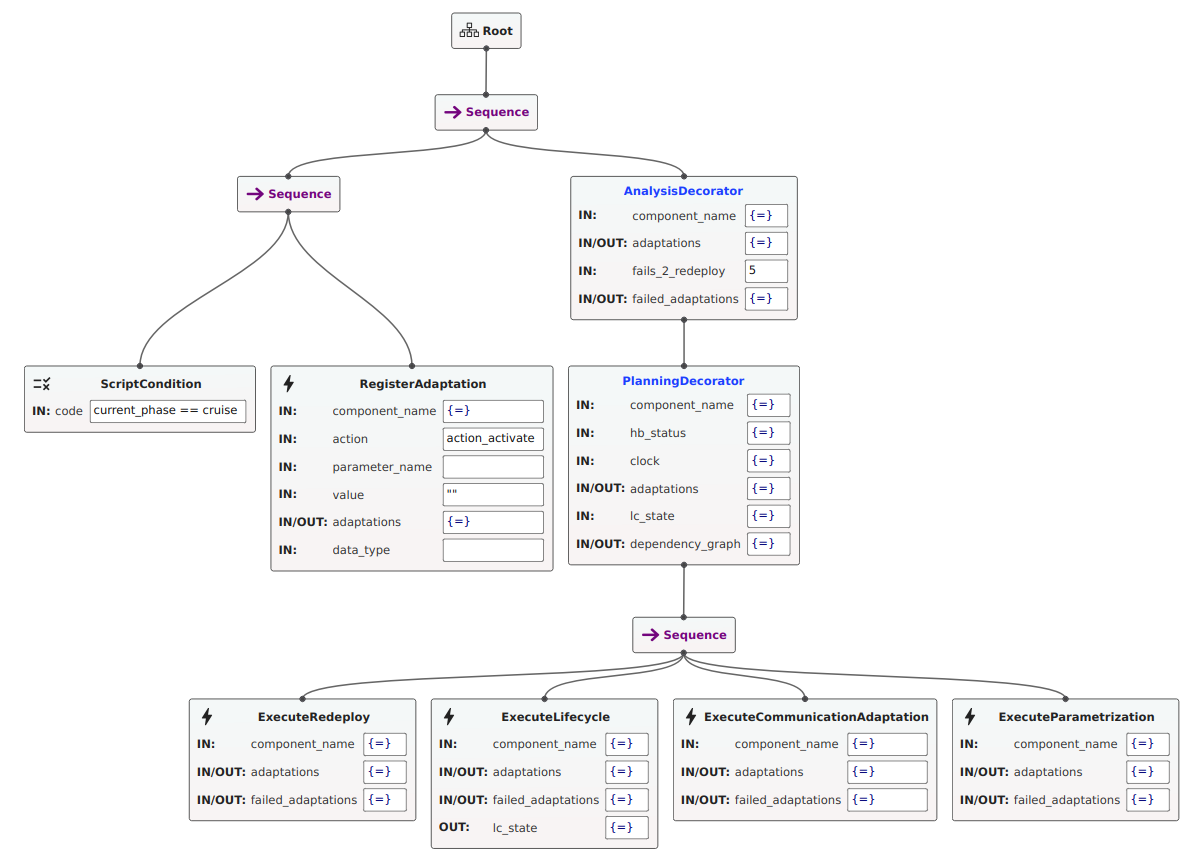 Root
Sequence
Sequence
AnalysisDecorator
IN: component_name {=}
IN/OUT: adaptations {=}
IN: fails_2_redeploy 5
IN/OUT: failed_adaptations {=}
ScriptCondition
IN: code current_phase == cruise
RegisterAdaptation
IN: component_name {=}
IN: action action_activate
IN: parameter_name
IN: value ""
IN/OUT: adaptations {=}
IN: data_type
PlanningDecorator
IN: component_name {=}
IN: hb_status {=}
IN: clock {=}
IN/OUT: adaptations {=}
IN: lc_state {=}
IN/OUT: dependency_graph {=}
Sequence
ExecuteRedeploy
IN: component_name {=}
IN/OUT: adaptations {=}
IN/OUT: failed_adaptations {=}
ExecuteLifecycle
IN: component_name {=}
IN/OUT: adaptations {=}
IN/OUT: failed_adaptations {=}
OUT: lc_state {=}
ExecuteCommunicationAdaptation
IN: component_name {=}
IN/OUT: adaptations {=}
IN/OUT: failed_adaptations {=}
ExecuteParametrization
IN: component_name {=}
IN/OUT: adaptations {=}
IN/OUT: failed_adaptations {=}